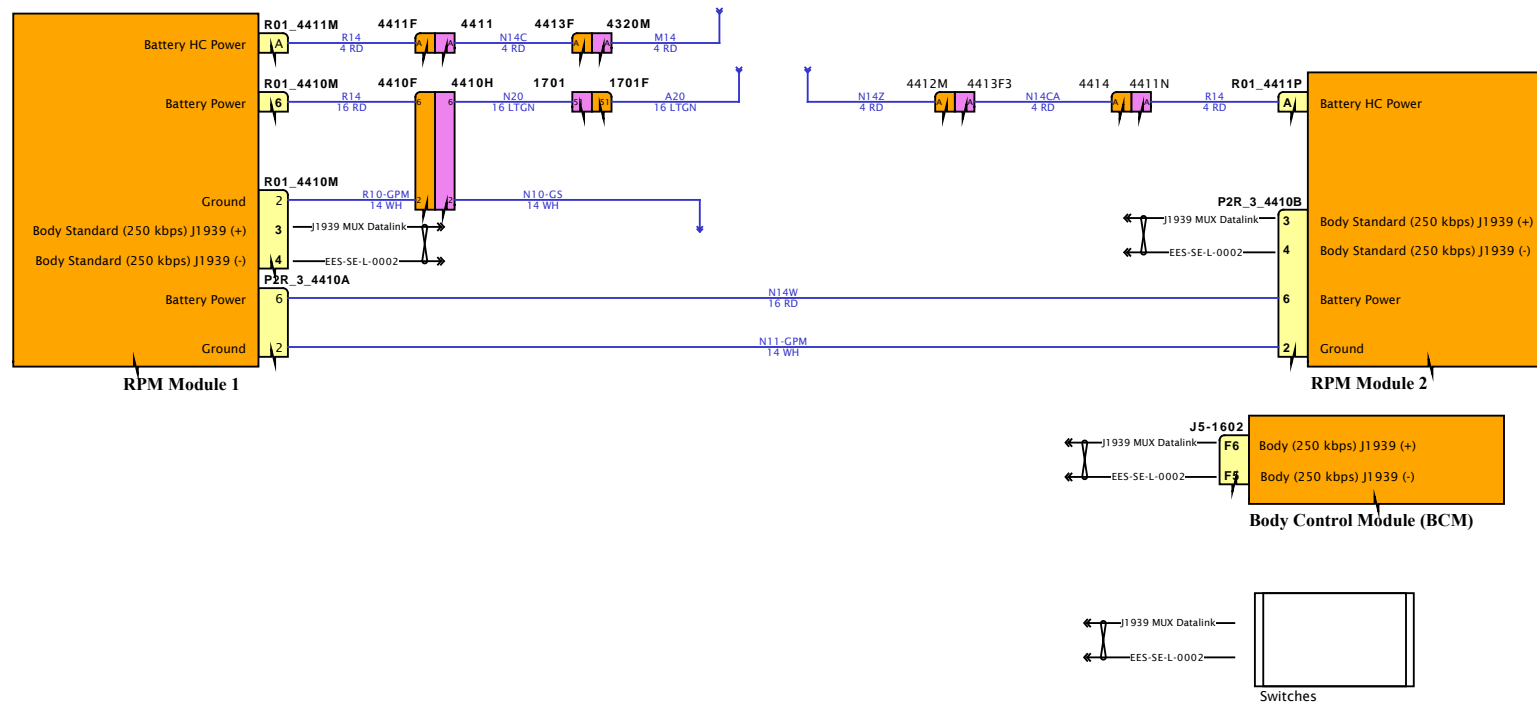 R01_4411M 4411F 4411 4413F 4320M
Battery HC Power A R14 A A N14C A A M14
4 RD 4 RD 4 RD
R01_4410M 4410F 4410H 1701 1701F 4412M 4413F3 4414 4411N R01_4411P
Battery Power 6 R14 6 6 N20 51 51 A20 N14Z A A N14CA A A R14 A Battery HC Power
16 RD 16 LTGN 16 LTGN 4 RD 4 RD 4 RD
R01_4410M
Ground 2 R10-GPM 2 2 N10-GS
14 WH 14 WH
P2R_3_4410B
Body Standard (250 kbps) J1939 (+) 3 J1939 MUX Datalink
J1939 MUX Datalink 3 Body Standard (250 kbps) J1939 (+)
Body Standard (250 kbps) J1939 (-) 4 EES-SE-L-0002
EES-SE-L-0002 4 Body Standard (250 kbps) J1939 (-)
P2R_3_4410A
Battery Power 6 N14W 6 Battery Power
16 RD
Ground 2 N11-GPM 2 Ground
14 WH
RPM Module 1
RPM Module 2
J5-1602
J1939 MUX Datalink F6 Body (250 kbps) J1939 (+)
EES-SE-L-0002 F5 Body (250 kbps) J1939 (-)
Body Control Module (BCM)
J1939 MUX Datalink
EES-SE-L-0002
Switches